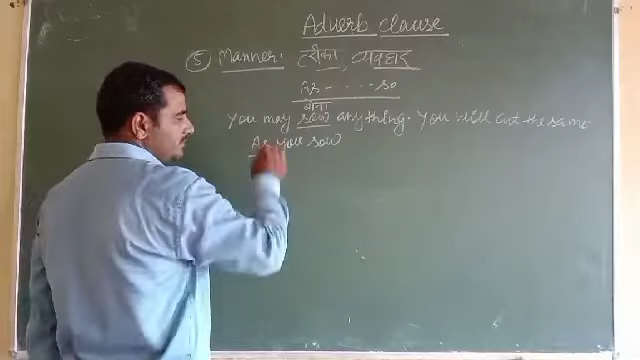 Adverb clause
⑤ Manner: तरीका, व्यवहार
As - . . . . so
बोना
You may sow anything. You will cut the same.
As you sow